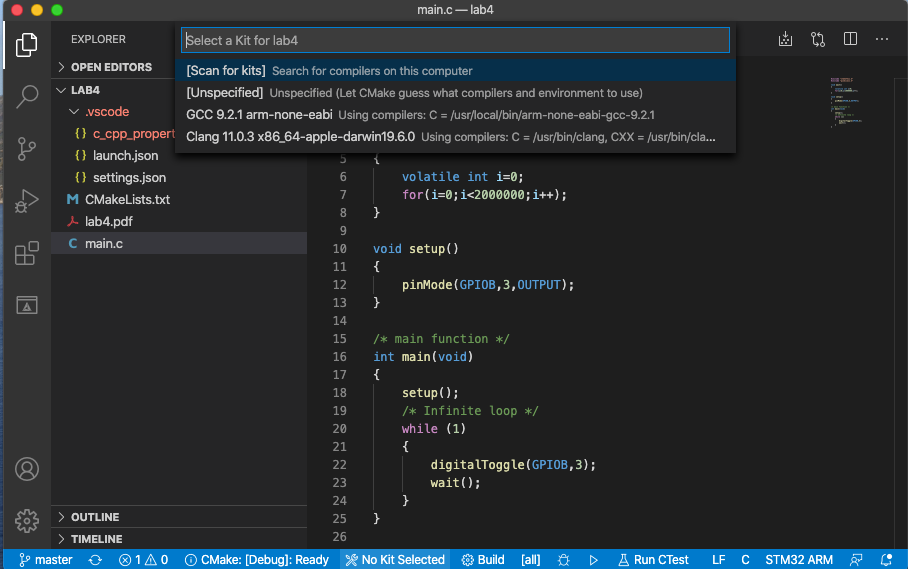 main.c — lab4
EXPLORER
OPEN EDITORS
LAB4
.vscode
{} c_cpp_propert
{} launch.json
{} settings.json
M CMakeLists.txt
lab4.pdf
C main.c
OUTLINE
TIMELINE
Select a Kit for lab4
[Scan for kits] Search for compilers on this computer
[Unspecified] Unspecified (Let CMake guess what compilers and environment to use)
GCC 9.2.1 arm-none-eabi Using compilers: C = /usr/local/bin/arm-none-eabi-gcc-9.2.1
Clang 11.0.3 x86_64-apple-darwin19.6.0 Using compilers: C = /usr/bin/clang, CXX = /usr/bin/cla...
5 {
6 volatile int i=0;
7 for(i=0;i<2000000;i++);
8 }
9
10 void setup()
11 {
12 pinMode(GPIOB,3,OUTPUT);
13 }
14
15 /* main function */
16 int main(void)
17 {
18 setup();
19 /* Infinite loop */
20 while (1)
21 {
22 digitalToggle(GPIOB,3);
23 wait();
24 }
25 }
26
master 1 0 CMake: [Debug]: Ready No Kit Selected Build [all] Run CTest LF C STM32 ARM